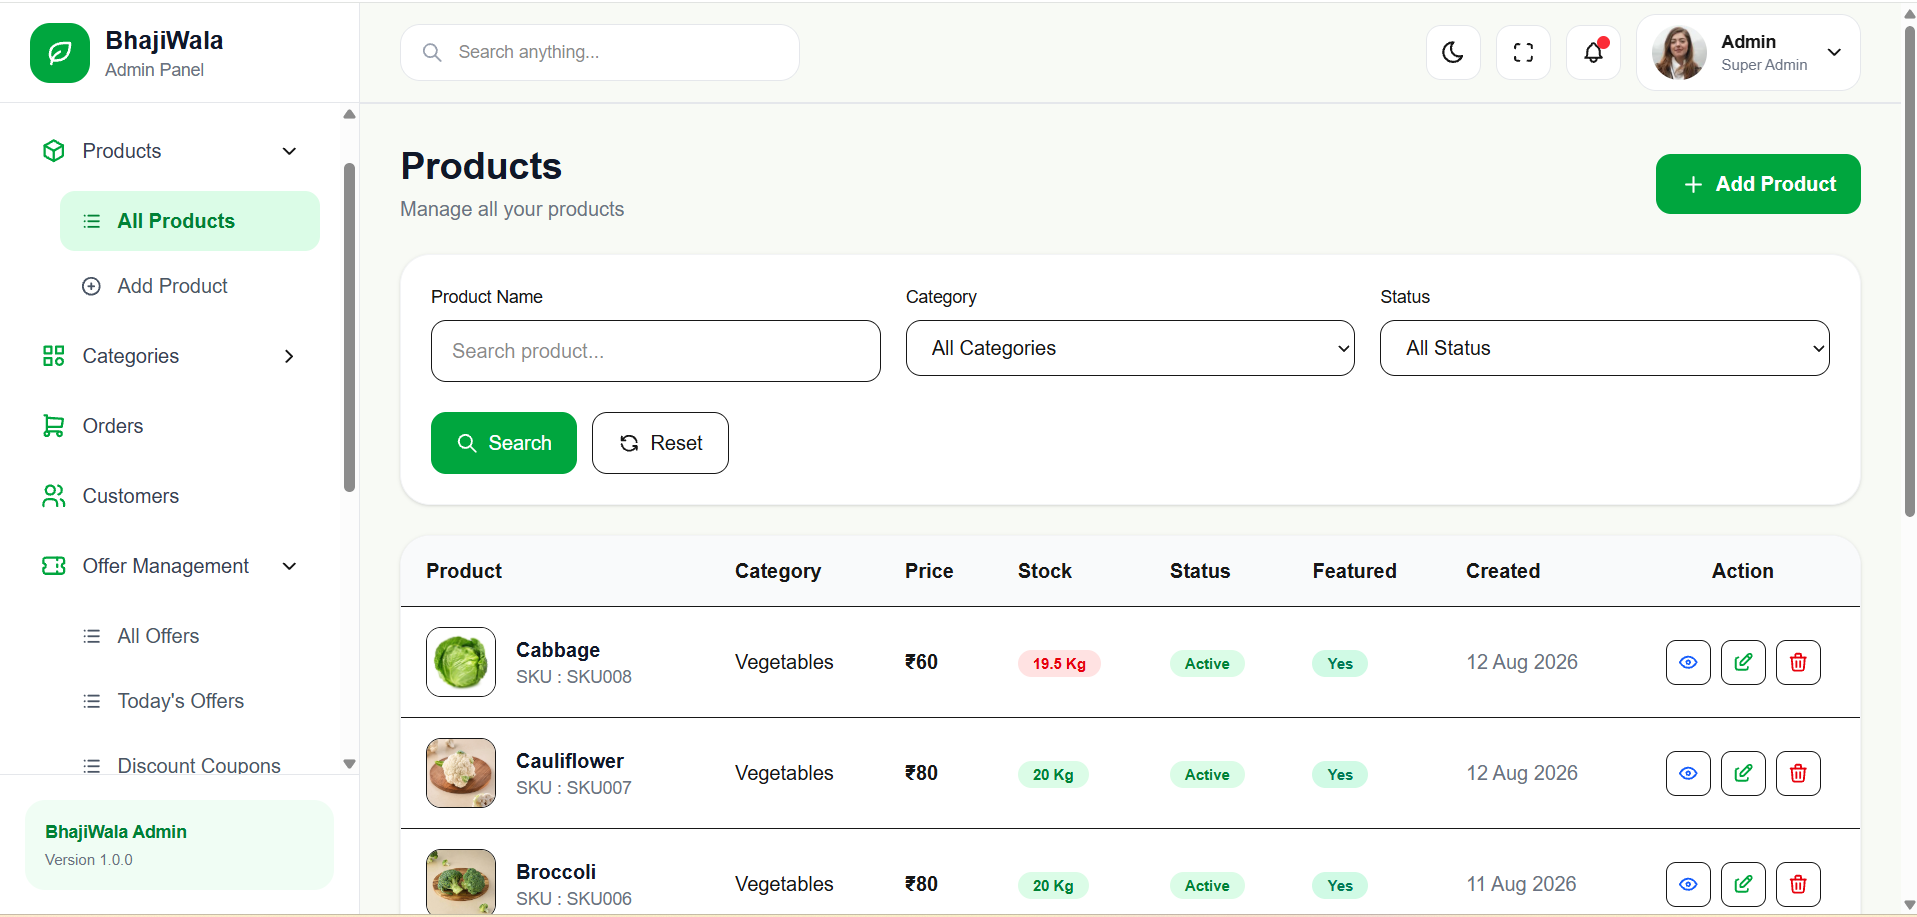 BhajiWala
Admin Panel
Search anything...
Admin
Super Admin
Products
All Products
Add Product
Categories
Orders
Customers
Offer Management
All Offers
Today's Offers
Discount Coupons
BhajiWala Admin
Version 1.0.0
Products
Manage all your products
Add Product
Product Name
Category
Status
Search product...
All Categories
All Status
Search
Reset
Product Category Price Stock Status Featured Created Action
Cabbage
SKU : SKU008
Vegetables ₹60 19.5 Kg Active Yes 12 Aug 2026
Cauliflower
SKU : SKU007
Vegetables ₹80 20 Kg Active Yes 12 Aug 2026
Broccoli
SKU : SKU006
Vegetables ₹80 20 Kg Active Yes 11 Aug 2026